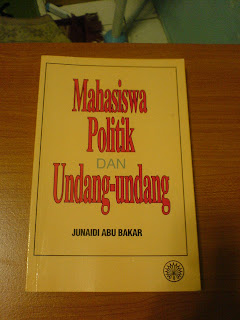 Mahasiswa
Politik
DAN
Undang-undang
JUNAIDI ABU BAKAR